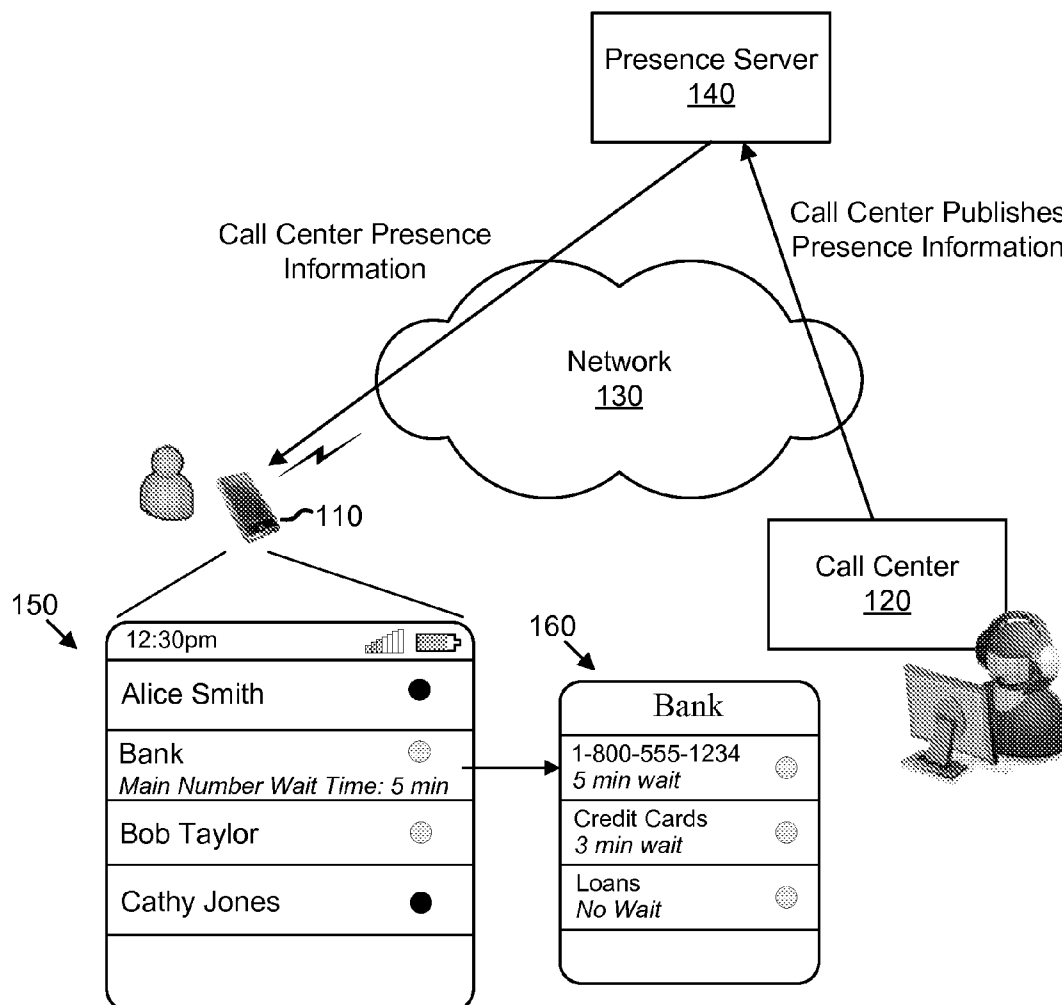 Presence Server
140
Call Center Presence
Information
Call Center Publishes
Presence Information
Network
130
110
Call Center
120
150
12:30pm
Alice Smith
Bank
Main Number Wait Time: 5 min
Bob Taylor
Cathy Jones
160
Bank
1-800-555-1234
5 min wait
Credit Cards
3 min wait
Loans
No Wait